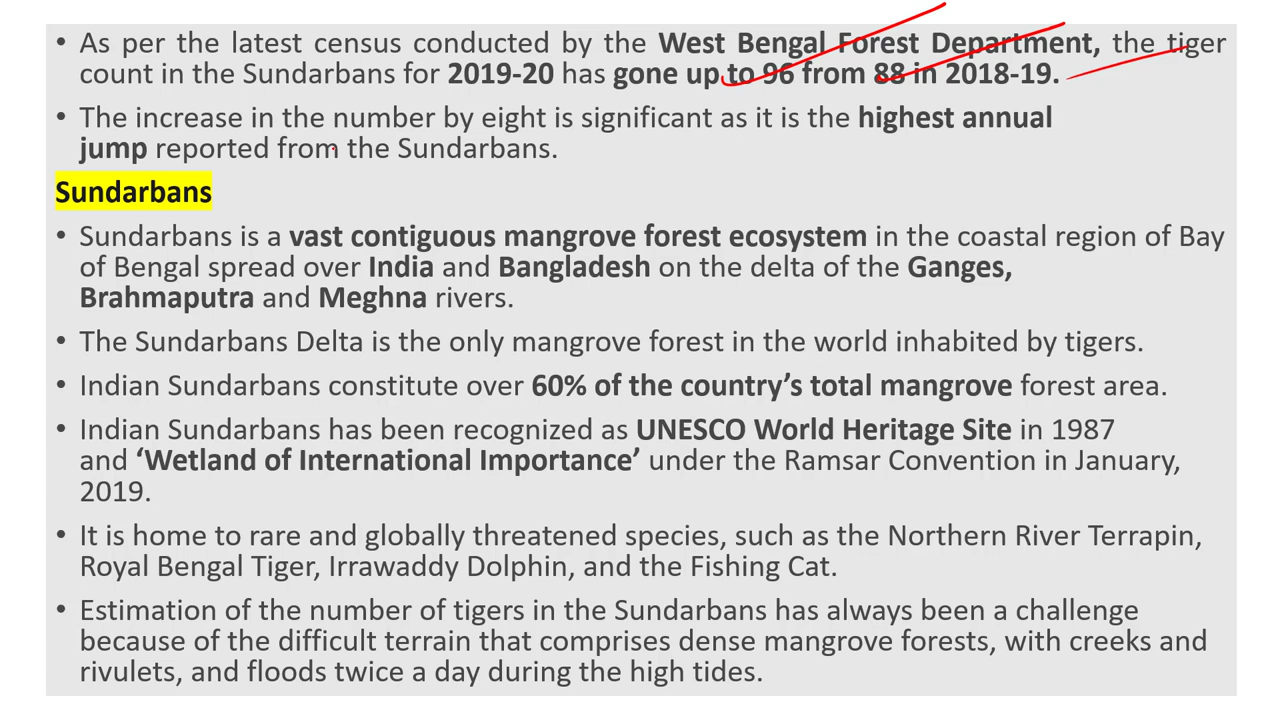 • As per the latest census conducted by the West Bengal Forest Department, the tiger
count in the Sundarbans for 2019-20 has gone up to 96 from 88 in 2018-19.
• The increase in the number by eight is significant as it is the highest annual
jump reported from the Sundarbans.
Sundarbans
• Sundarbans is a vast contiguous mangrove forest ecosystem in the coastal region of Bay
of Bengal spread over India and Bangladesh on the delta of the Ganges,
Brahmaputra and Meghna rivers.
• The Sundarbans Delta is the only mangrove forest in the world inhabited by tigers.
• Indian Sundarbans constitute over 60% of the country’s total mangrove forest area.
• Indian Sundarbans has been recognized as UNESCO World Heritage Site in 1987
and ‘Wetland of International Importance’ under the Ramsar Convention in January,
2019.
• It is home to rare and globally threatened species, such as the Northern River Terrapin,
Royal Bengal Tiger, Irrawaddy Dolphin, and the Fishing Cat.
• Estimation of the number of tigers in the Sundarbans has always been a challenge
because of the difficult terrain that comprises dense mangrove forests, with creeks and
rivulets, and floods twice a day during the high tides.